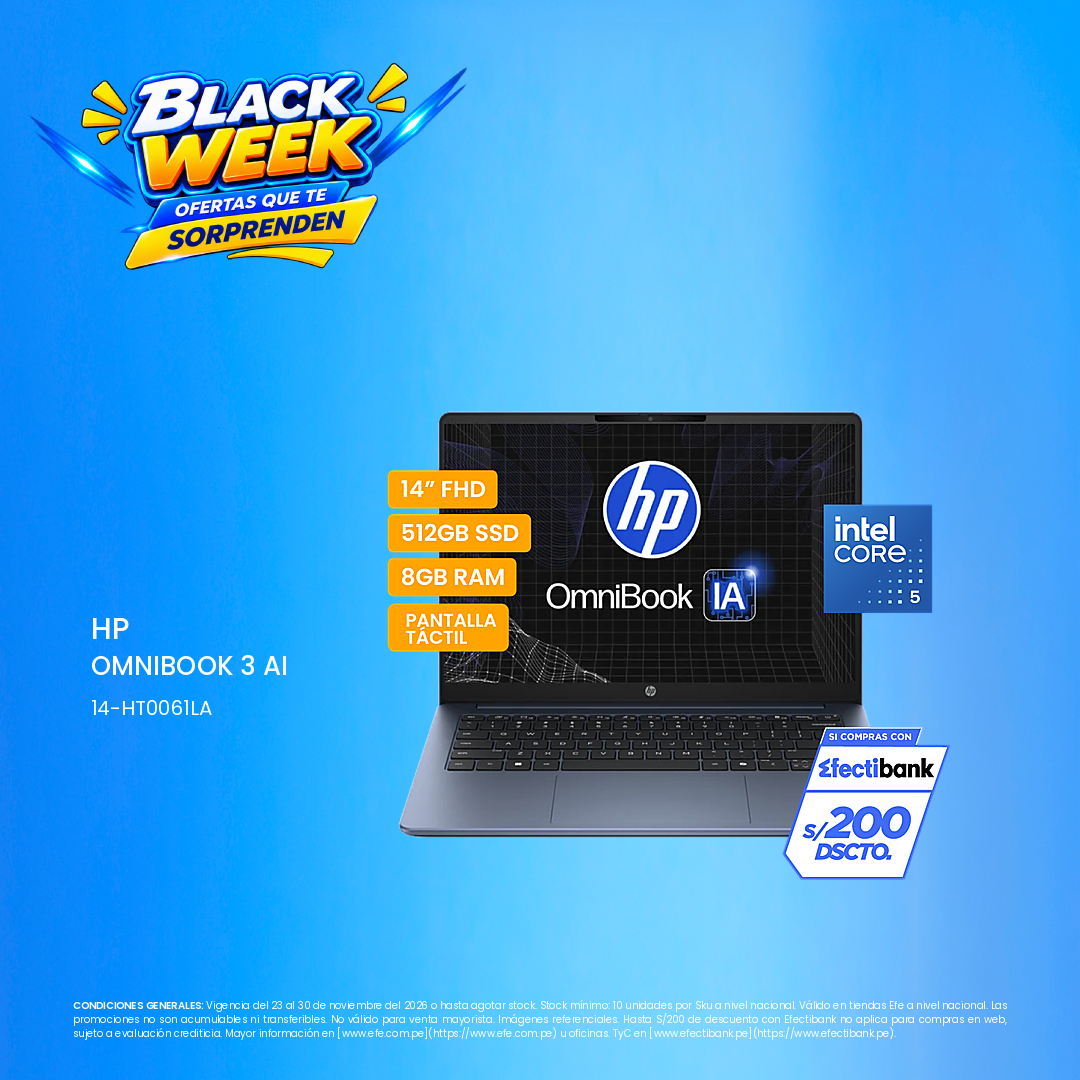 BLACK
WEEK
OFERTAS QUE TE
SORPRENDEN
14” FHD
512GB SSD
8GB RAM
PANTALLA
TÁCTIL
hp
OmniBook IA
intel
CORE
5
HP
OMNIBOOK 3 AI
14-HT0061LA
SI COMPRAS CON
Efectibank
S/200
DSCTO.
CONDICIONES GENERALES: Vigencia del 23 al 30 de noviembre del 2026 o hasta agotar stock. Stock mínimo: 10 unidades por Sku a nivel nacional. Válido en tiendas Efe a nivel nacional. Las
promociones no son acumulables ni transferibles. No válido para venta mayorista. Imágenes referenciales. Hasta S/200 de descuento con Efectibank no aplica para compras en web,
sujeto a evaluación crediticia. Mayor información en [www.efe.com.pe](https://www.efe.com.pe) u oficinas. TyC en [www.efectibank.pe](https://www.efectibank.pe).